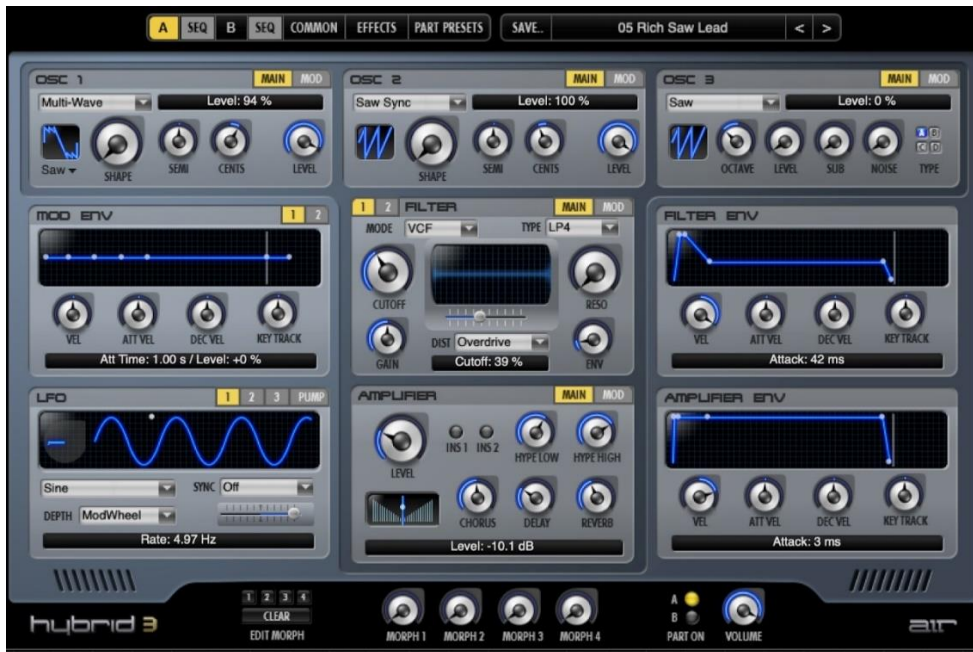 A SEQ B SEQ COMMON EFFECTS PART PRESETS SAVE.. 05 Rich Saw Lead < >
OSC 1 MAIN MOD
Multi-Wave Level: 94 %
Saw SHAPE SEMI CENTS LEVEL
OSC 2 MAIN MOD
Saw Sync Level: 100 %
SHAPE SEMI CENTS LEVEL
OSC 3 MAIN MOD
Saw Level: 0 %
OCTAVE LEVEL SUB NOISE TYPE
A B
C D
MOD ENV 1 2
VEL ATT VEL DEC VEL KEY TRACK
Att Time: 1.00 s / Level: +0 %
1 2 FILTER MAIN MOD
MODE VCF TYPE LP4
CUTOFF RESO
DIST Overdrive
GAIN Cutoff: 39 % ENV
FILTER ENV
VEL ATT VEL DEC VEL KEY TRACK
Attack: 42 ms
LFO 1 2 3 PUMP
Sine SYNC Off
DEPTH ModWheel
Rate: 4.97 Hz
AMPLIFIER MAIN MOD
LEVEL INS 1 INS 2 HYPE LOW HYPE HIGH
CHORUS DELAY REVERB
Level: -10.1 dB
AMPLIFIER ENV
VEL ATT VEL DEC VEL KEY TRACK
Attack: 3 ms
hybrid 3
1 2 3 4
CLEAR
EDIT MORPH
MORPH 1 MORPH 2 MORPH 3 MORPH 4
A
B
PART ON VOLUME
air